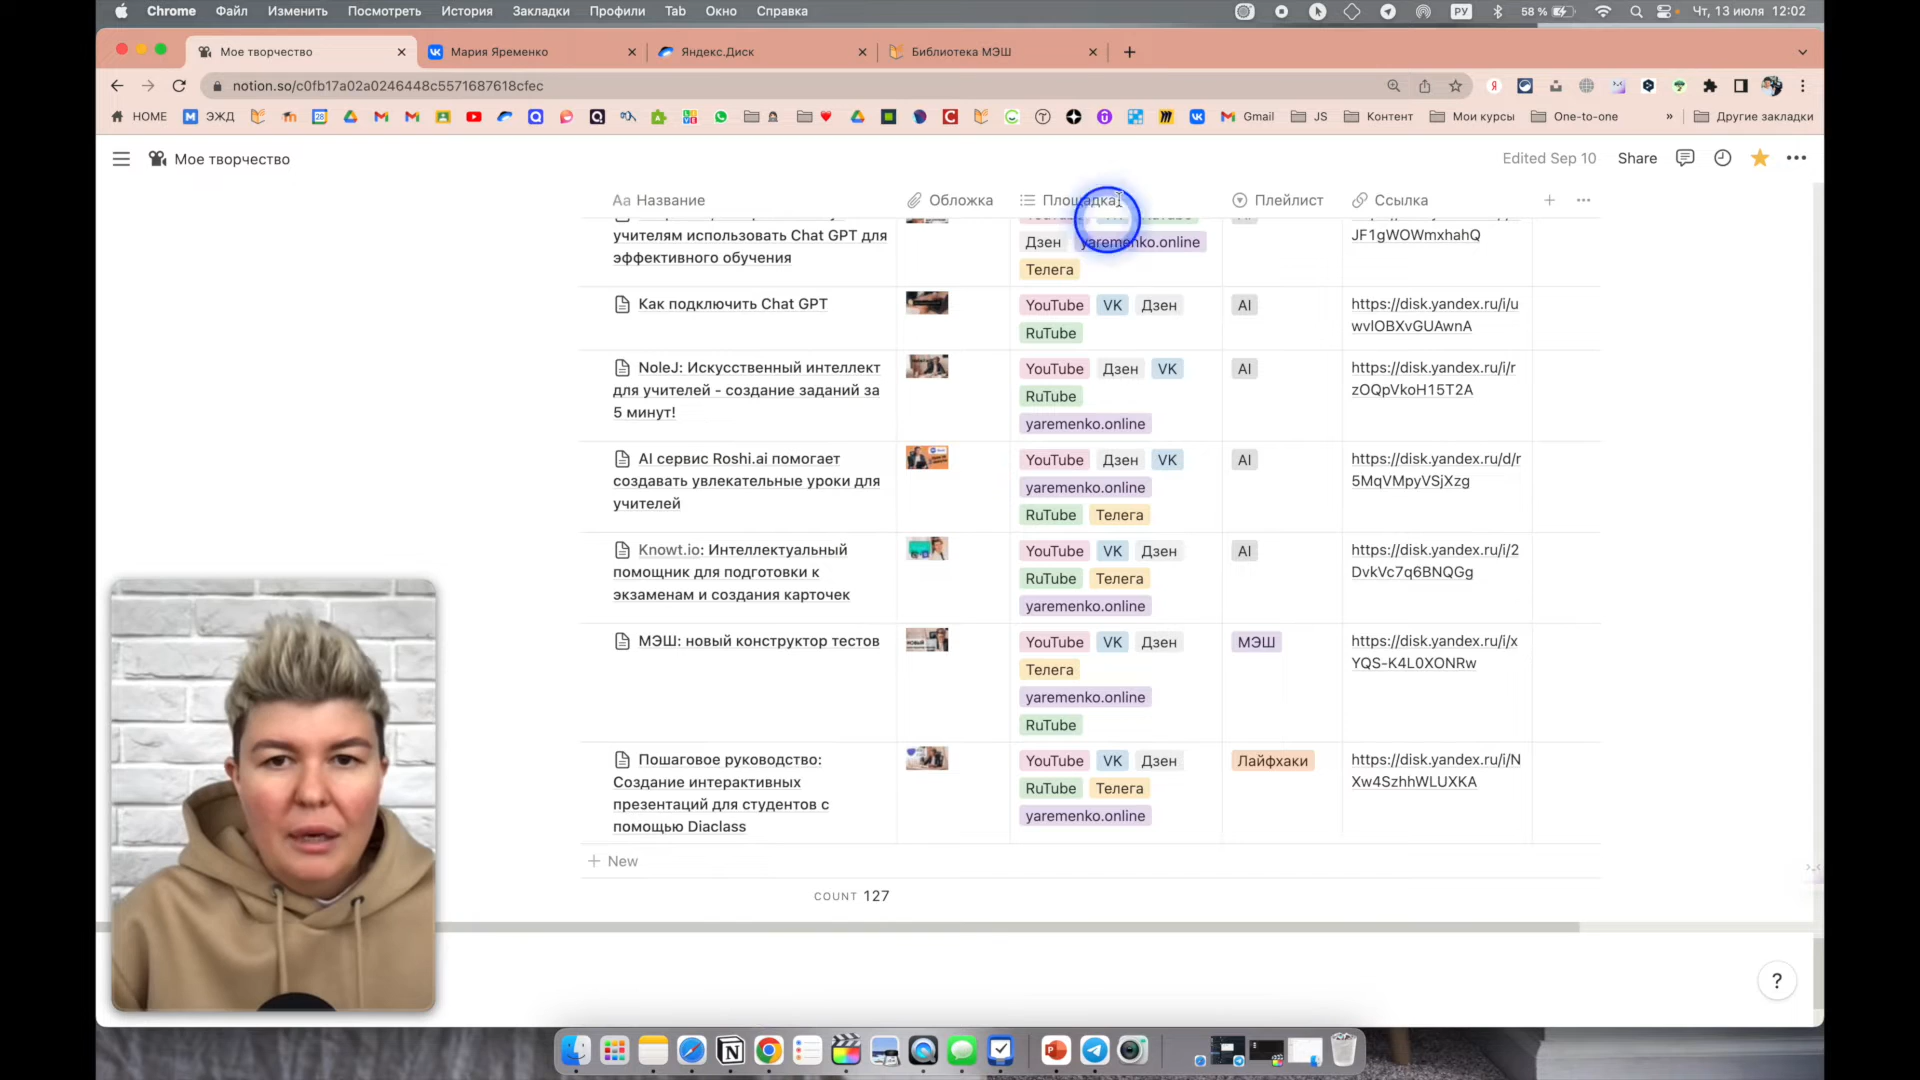 Chrome Файл Изменить Посмотреть История Закладки Профили Tab Окно Справка РУ 58 % Чт, 13 июля 12:02
Мое творчество Мария Яременко Яндекс.Диск Библиотека МЭШ
notion.so/c0fb17a02a0246448c5571687618cfec
HOME ЭЖД Gmail JS Контент Мои курсы One-to-one » Другие закладки
Мое творчество Edited Sep 10 Share
Aa Название Обложка Площадка Плейлист Ссылка
учителям использовать Chat GPT для
эффективного обучения
Дзен yaremenko.online
Телега
JF1gWOWmxhahQ
Как подключить Chat GPT
YouTube VK Дзен
RuTube
AI
https://disk.yandex.ru/i/u
wvlOBXvGUAwnA
NoleJ: Искусственный интеллект
для учителей - создание заданий за
5 минут!
YouTube Дзен VK
RuTube
yaremenko.online
AI
https://disk.yandex.ru/i/r
zOQpVkoH15T2A
AI сервис Roshi.ai помогает
создавать увлекательные уроки для
учителей
YouTube Дзен VK
yaremenko.online
RuTube Телега
AI
https://disk.yandex.ru/d/r
5MqVMpyVSjXzg
Knowt.io: Интеллектуальный
помощник для подготовки к
экзаменам и создания карточек
YouTube VK Дзен
RuTube Телега
yaremenko.online
AI
https://disk.yandex.ru/i/2
DvkVc7q6BNQGg
МЭШ: новый конструктор тестов
YouTube VK Дзен
Телега
yaremenko.online
RuTube
МЭШ
https://disk.yandex.ru/i/x
YQS-K4L0XONRw
Пошаговое руководство:
Создание интерактивных
презентаций для студентов с
помощью Diaclass
YouTube VK Дзен
RuTube Телега
yaremenko.online
Лайфхаки
https://disk.yandex.ru/i/N
Xw4SzhhWLUXKA
+ New
COUNT 127
?